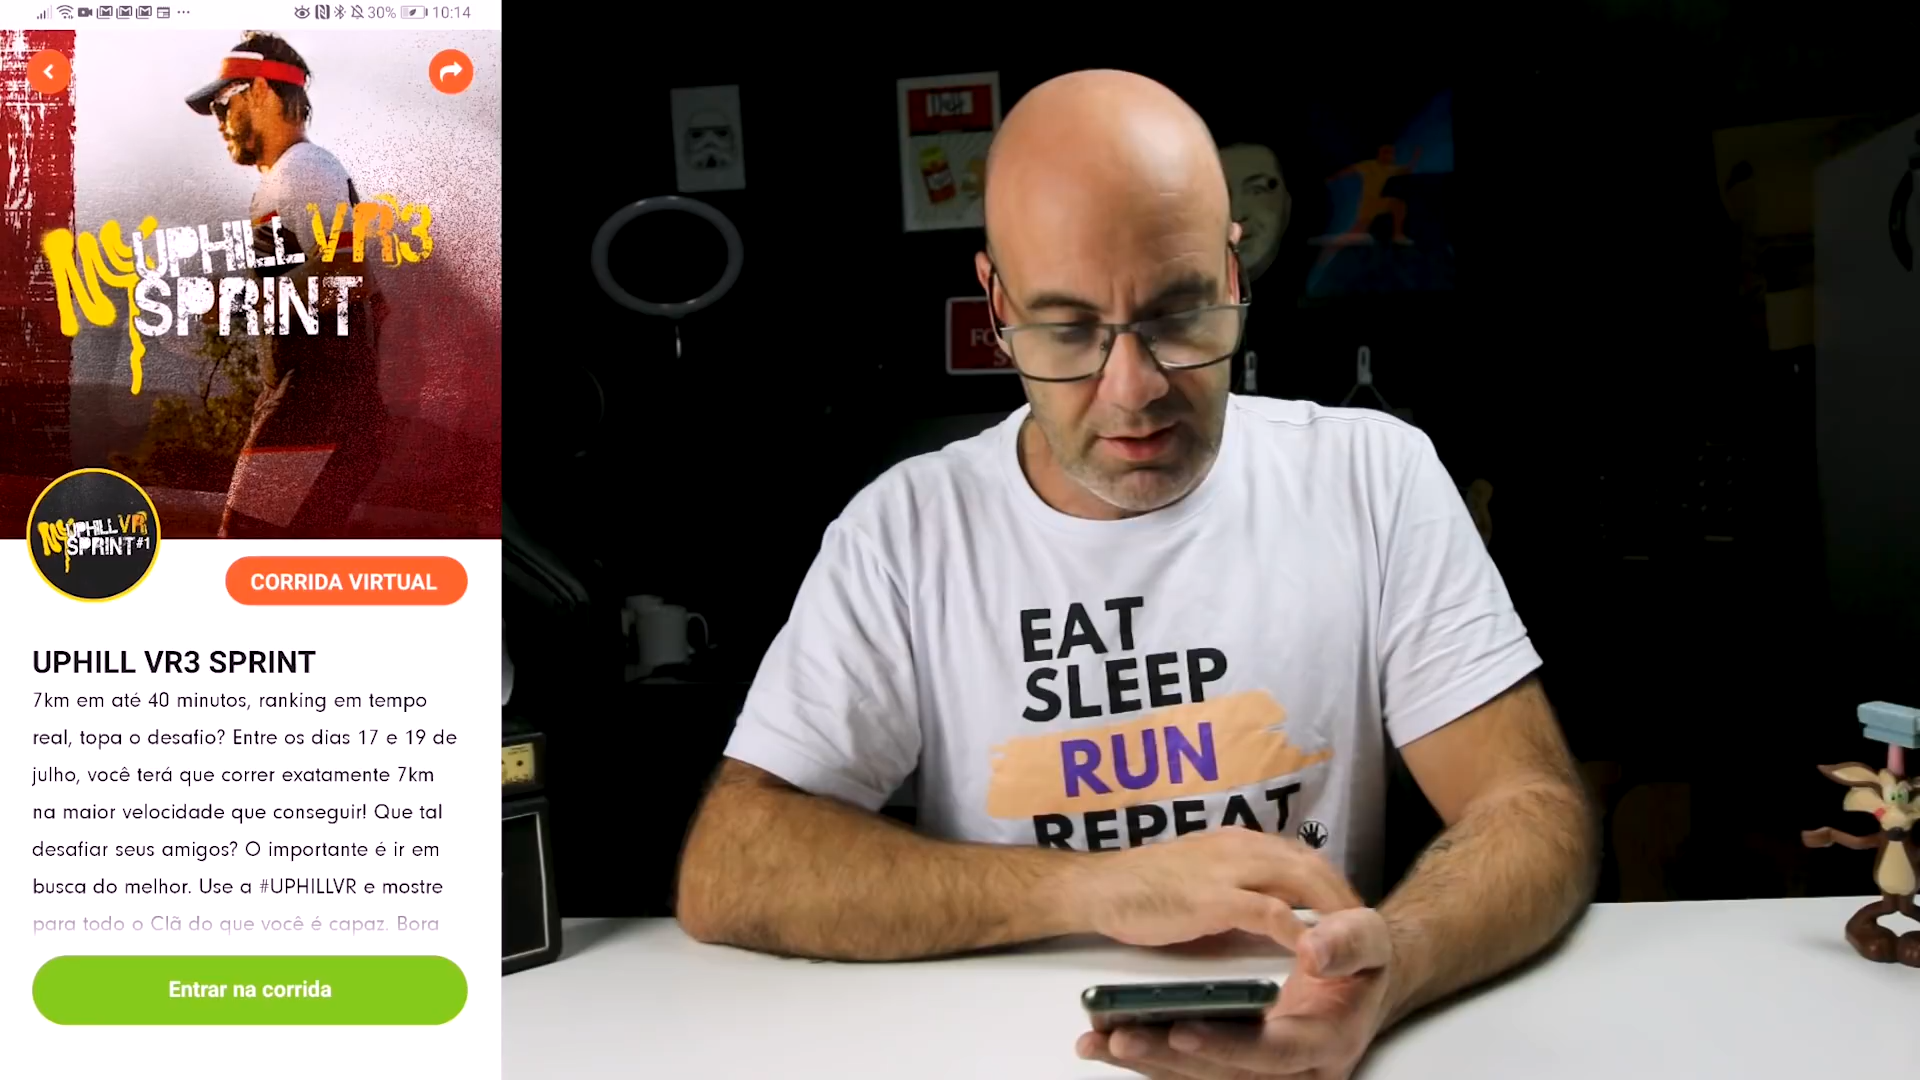 30% 10:14
My UPHILL VR3
SPRINT
My UPHILL VR
SPRINT #1
CORRIDA VIRTUAL
UPHILL VR3 SPRINT
7km em até 40 minutos, ranking em tempo
real, topa o desafio? Entre os dias 17 e 19 de
julho, você terá que correr exatamente 7km
na maior velocidade que conseguir! Que tal
desafiar seus amigos? O importante é ir em
busca do melhor. Use a #UPHILLVR e mostre
para todo o Clã do que você é capaz. Bora
Entrar na corrida
Duff
EAT
SLEEP
RUN
REPEAT